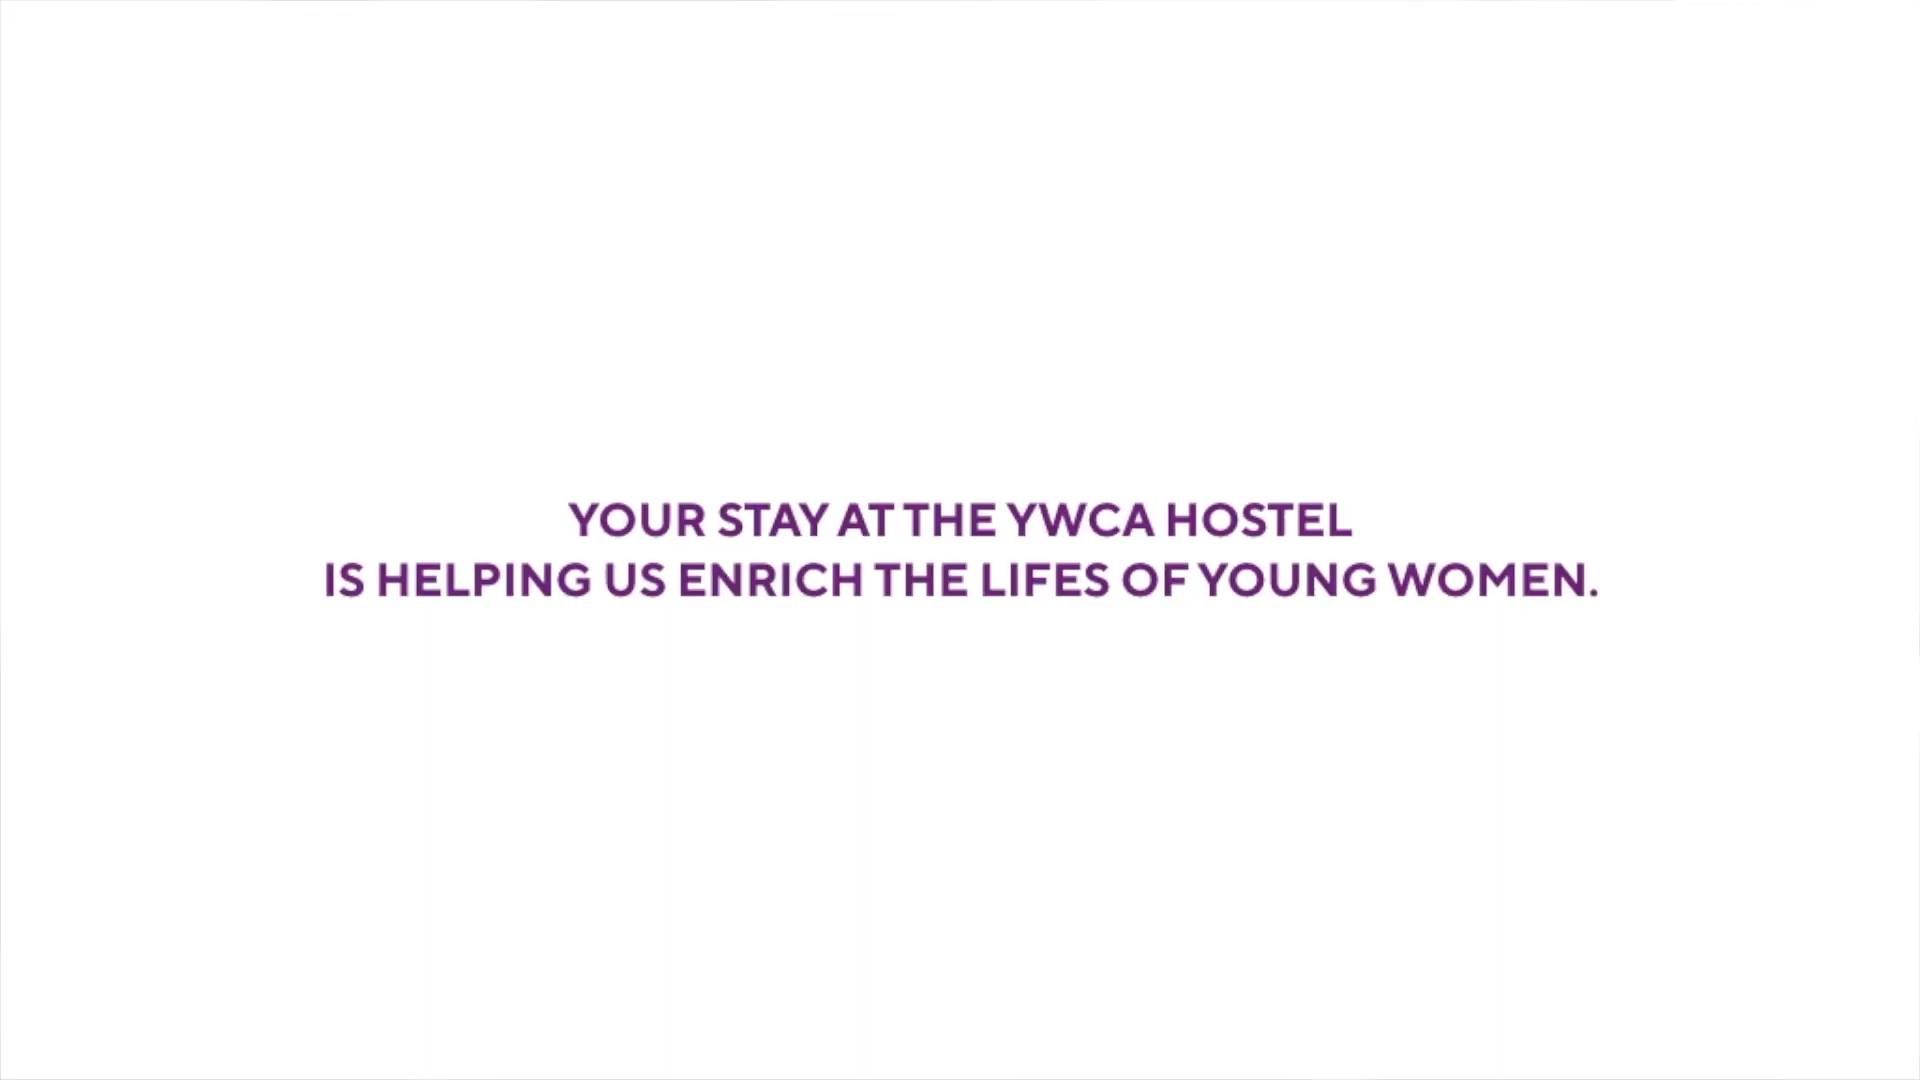 YOUR STAY AT THE YWCA HOSTEL
IS HELPING US ENRICH THE LIFES OF YOUNG WOMEN.